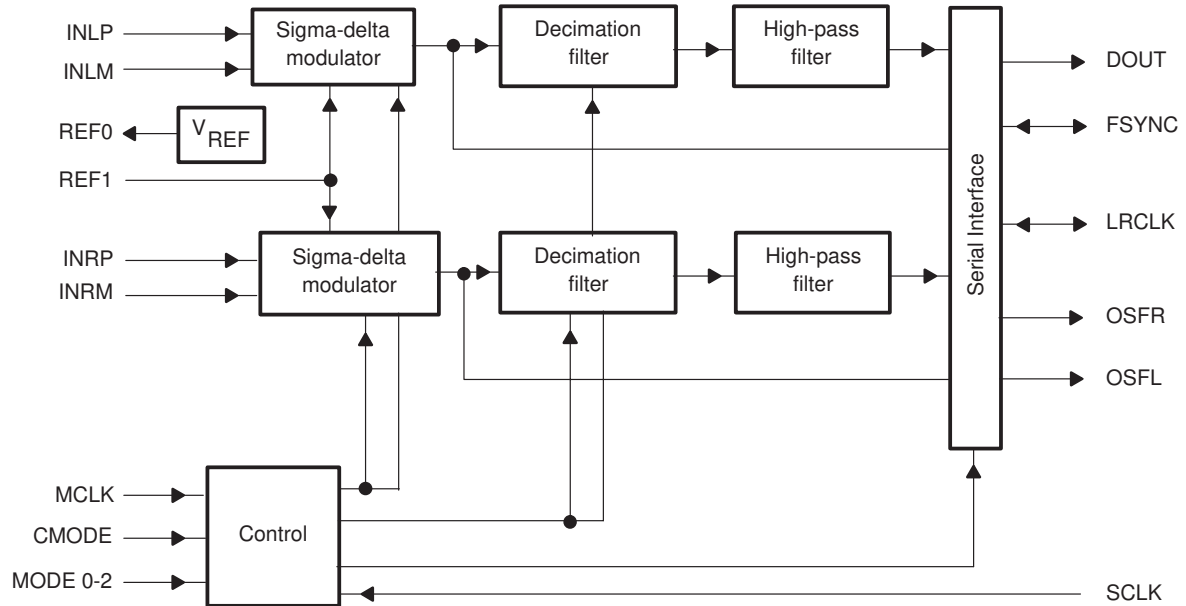 INLP
INLM
Sigma-delta
modulator
Decimation
filter
High-pass
filter
DOUT
REF0
VREF
FSYNC
REF1
Serial Interface
LRCLK
INRP
INRM
Sigma-delta
modulator
Decimation
filter
High-pass
filter
OSFR
OSFL
MCLK
CMODE
MODE 0-2
Control
SCLK